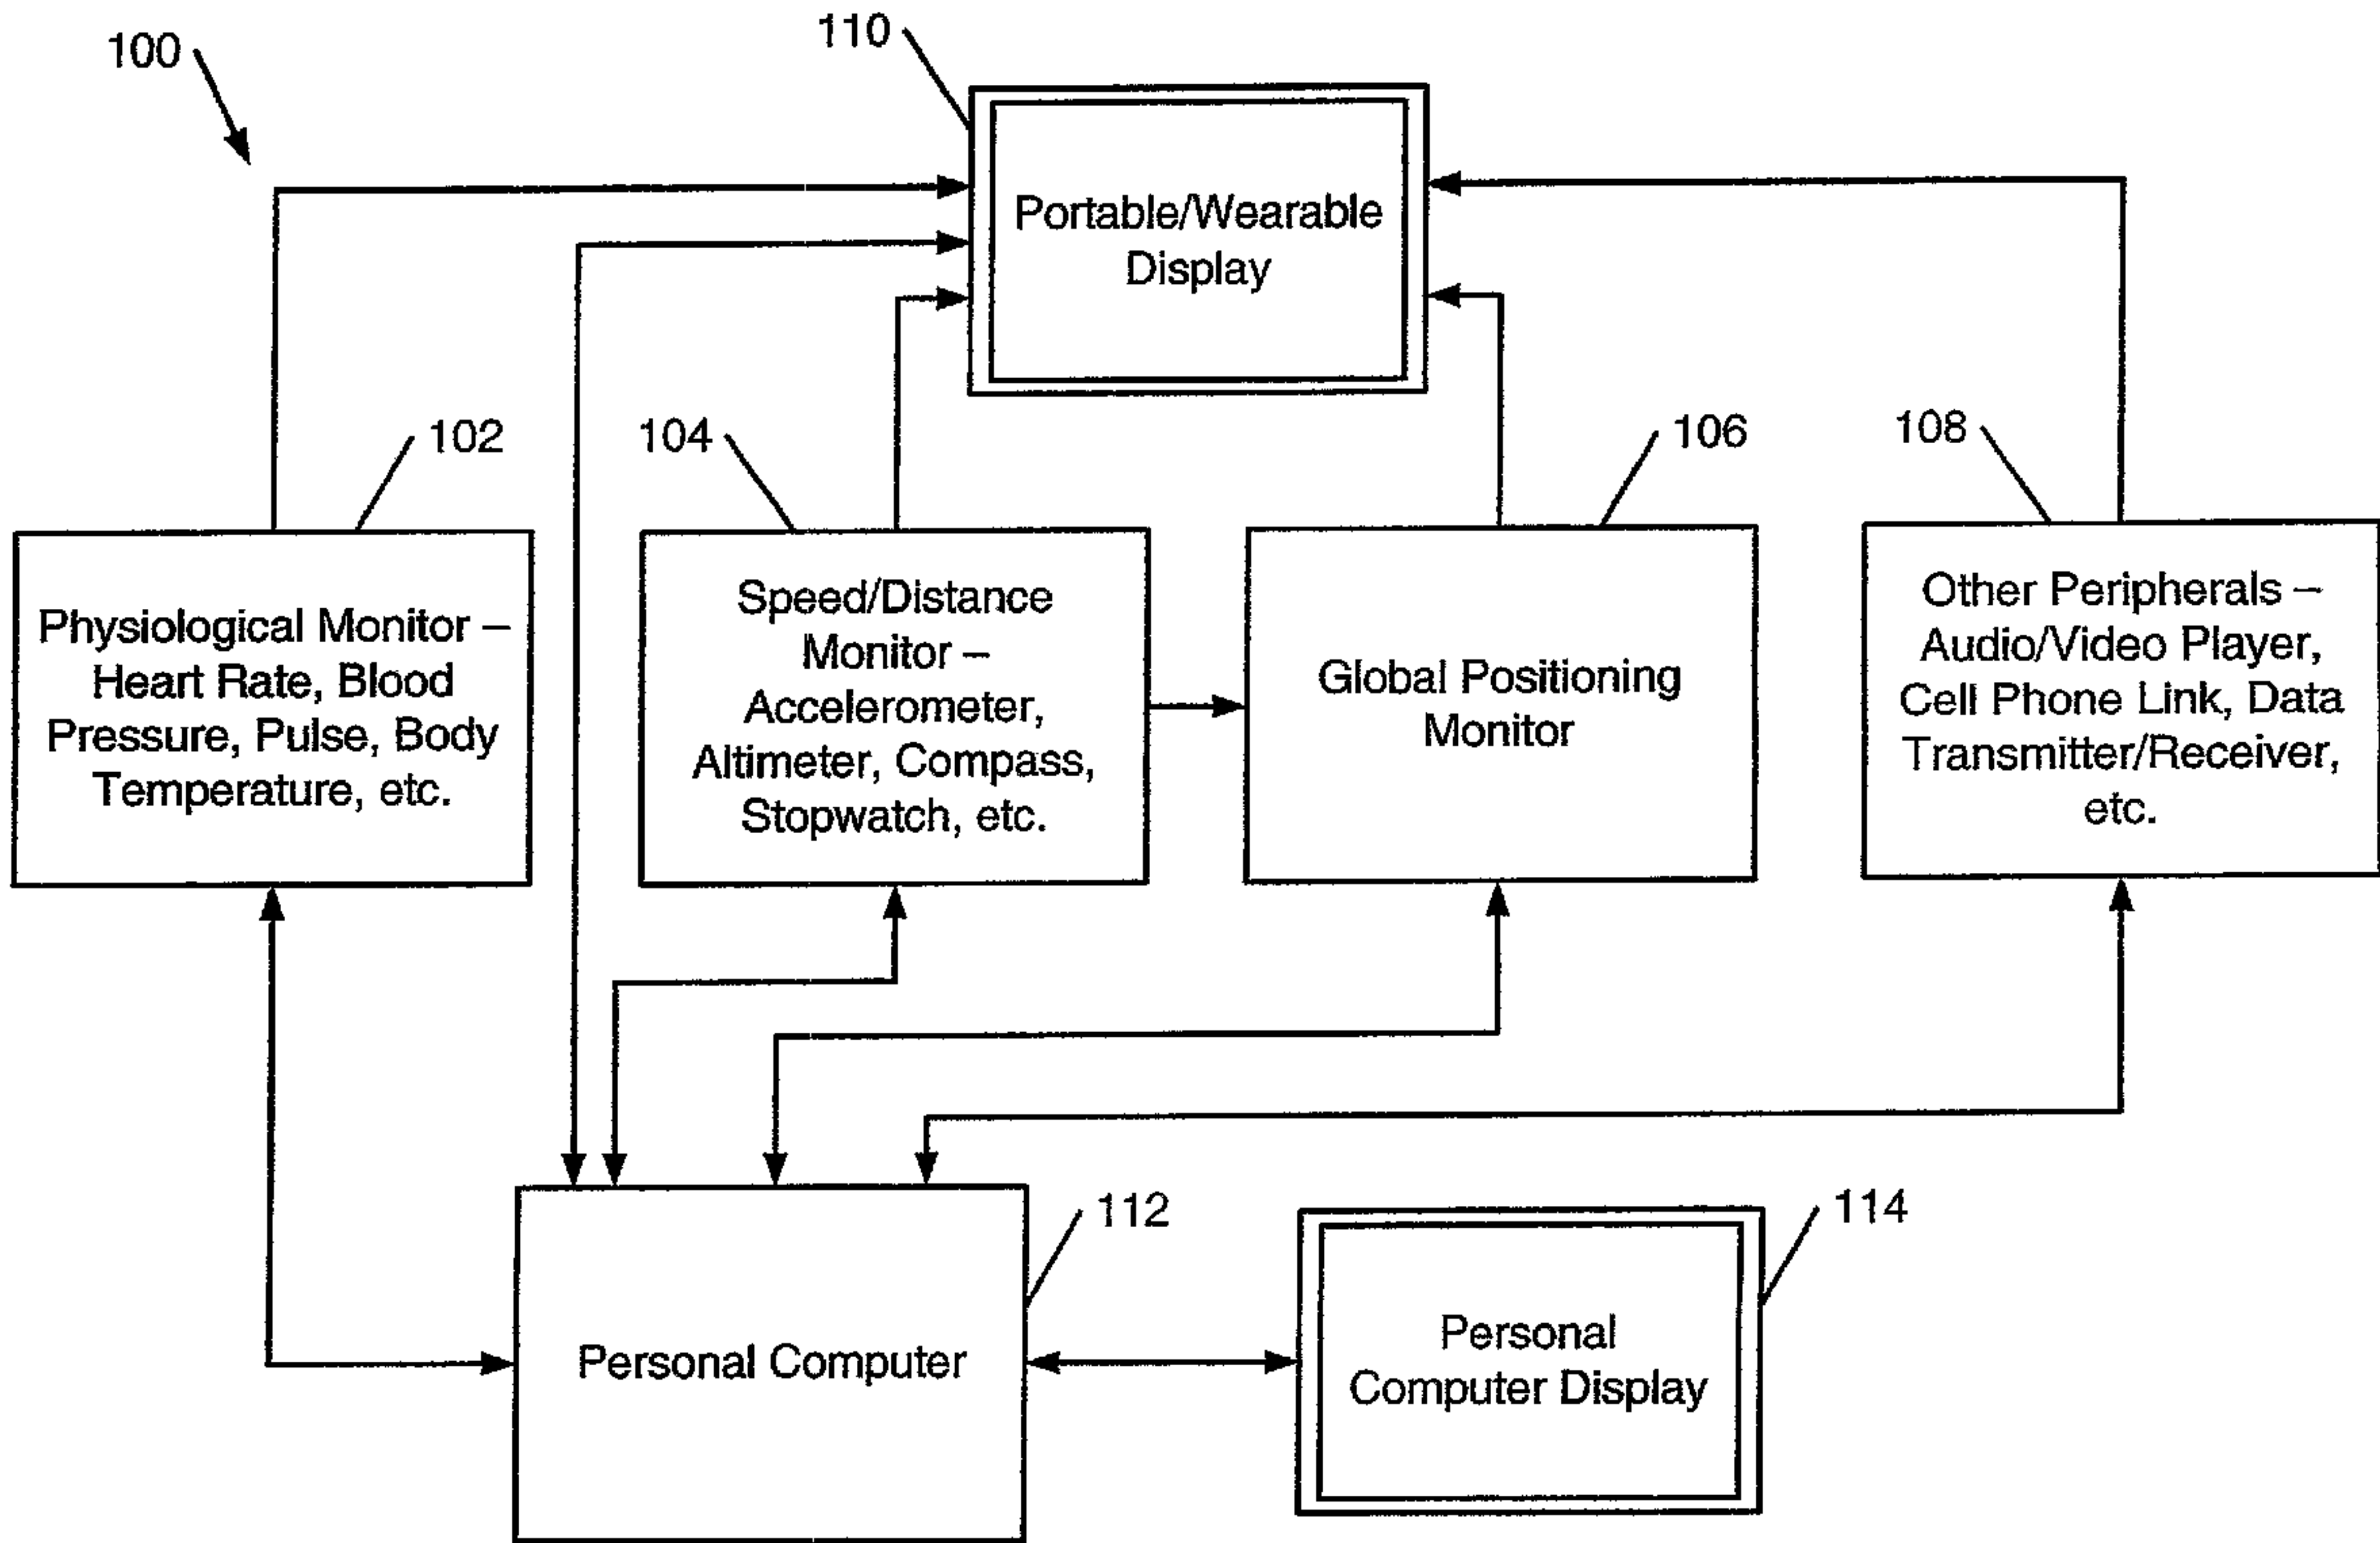 100
110
Portable/Wearable
Display
102
104
106
108
Physiological Monitor –
Heart Rate, Blood
Pressure, Pulse, Body
Temperature, etc.
Speed/Distance
Monitor –
Accelerometer,
Altimeter, Compass,
Stopwatch, etc.
Global Positioning
Monitor
Other Peripherals –
Audio/Video Player,
Cell Phone Link, Data
Transmitter/Receiver,
etc.
112
114
Personal Computer
Personal
Computer Display